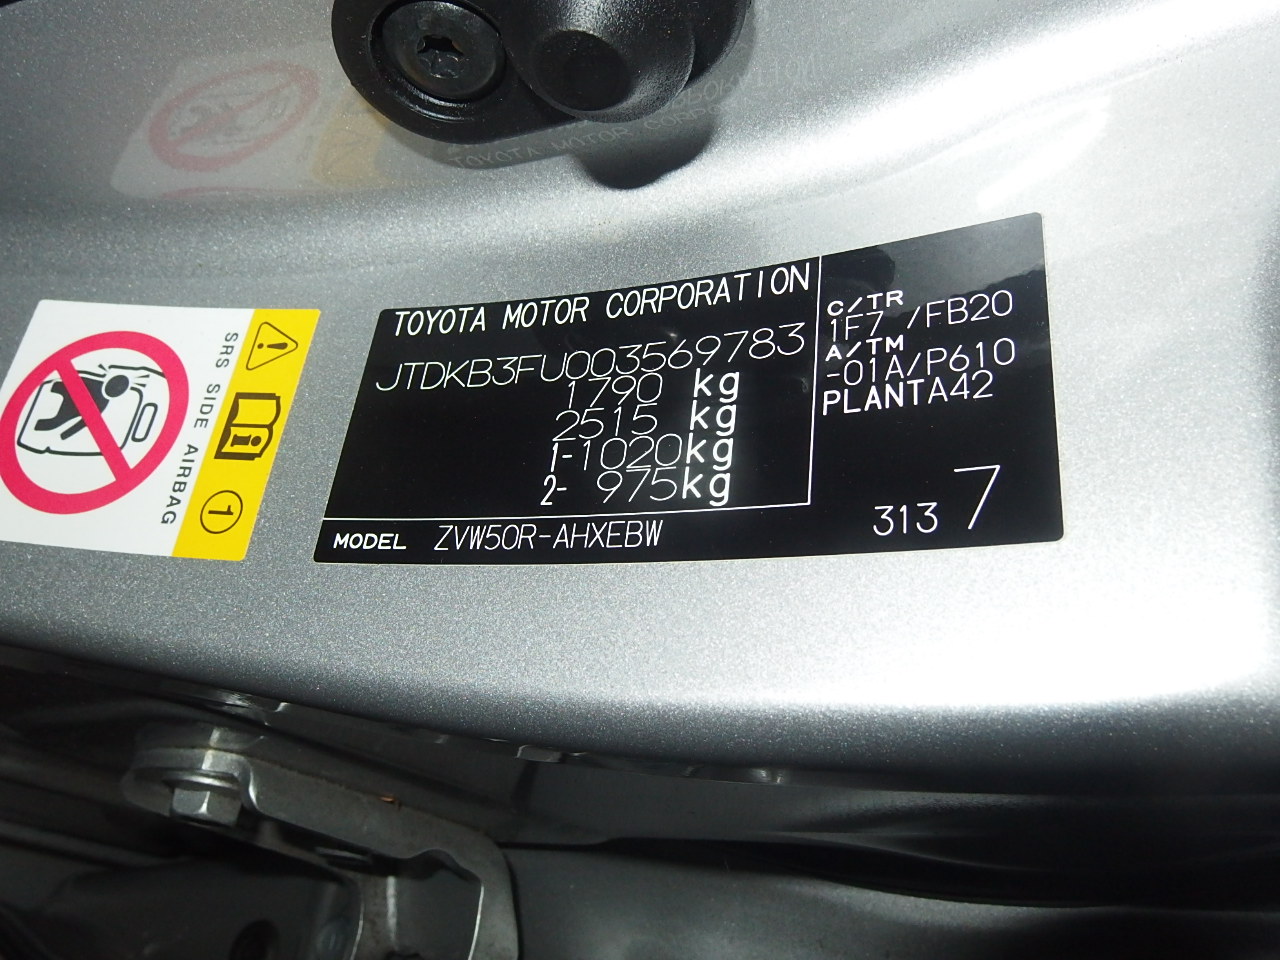 TOYOTA MOTOR CORPORATION
JTDKB3FU003569783
1790 kg
2515 kg
1-1020kg
2- 975kg
MODEL ZVW50R-AHXEBW
C/TR
1F7 /FB20
A/TM
-01A/P610
PLANTA42
313 7
SRS SIDE AIRBAG
1
TOYOTA MOTOR